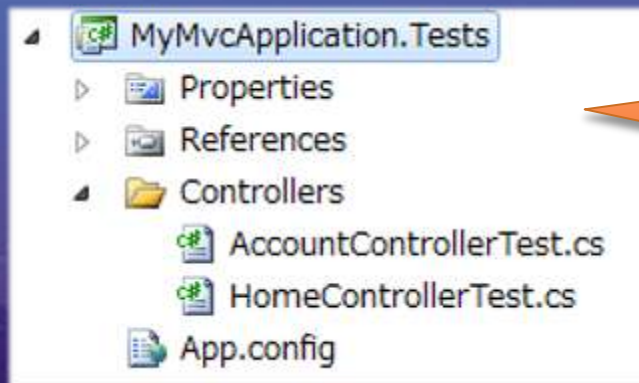 MyMvcApplication.Tests
Properties
References
Controllers
AccountControllerTest.cs
HomeControllerTest.cs
App.config